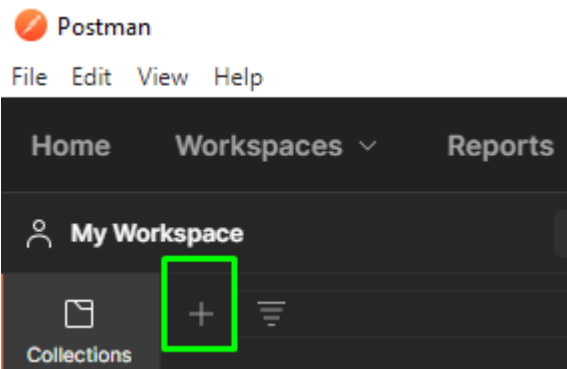 Postman
File Edit View Help
Home Workspaces Reports
My Workspace
Collections